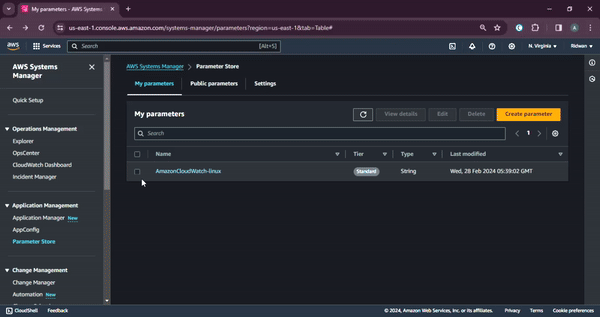 My parameters - AWS Systems
us-east-1.console.aws.amazon.com/systems-manager/parameters?region=us-east-1&tab=Table#
aws Services Search [Alt+S] N. Virginia Ridwan
AWS Systems Manager
Quick Setup
Operations Management
Explorer
OpsCenter
CloudWatch Dashboard
Incident Manager
Application Management
Application Manager New
AppConfig
Parameter Store
Change Management
Change Manager
Automation New
AWS Systems Manager > Parameter Store
My parameters Public parameters Settings
My parameters View details Edit Delete Create parameter
Search 1
Name Tier Type Last modified
AmazonCloudWatch-linux Standard String Wed, 28 Feb 2024 05:39:02 GMT
CloudShell Feedback © 2024, Amazon Web Services, Inc. or its affiliates. Privacy Terms Cookie preferences